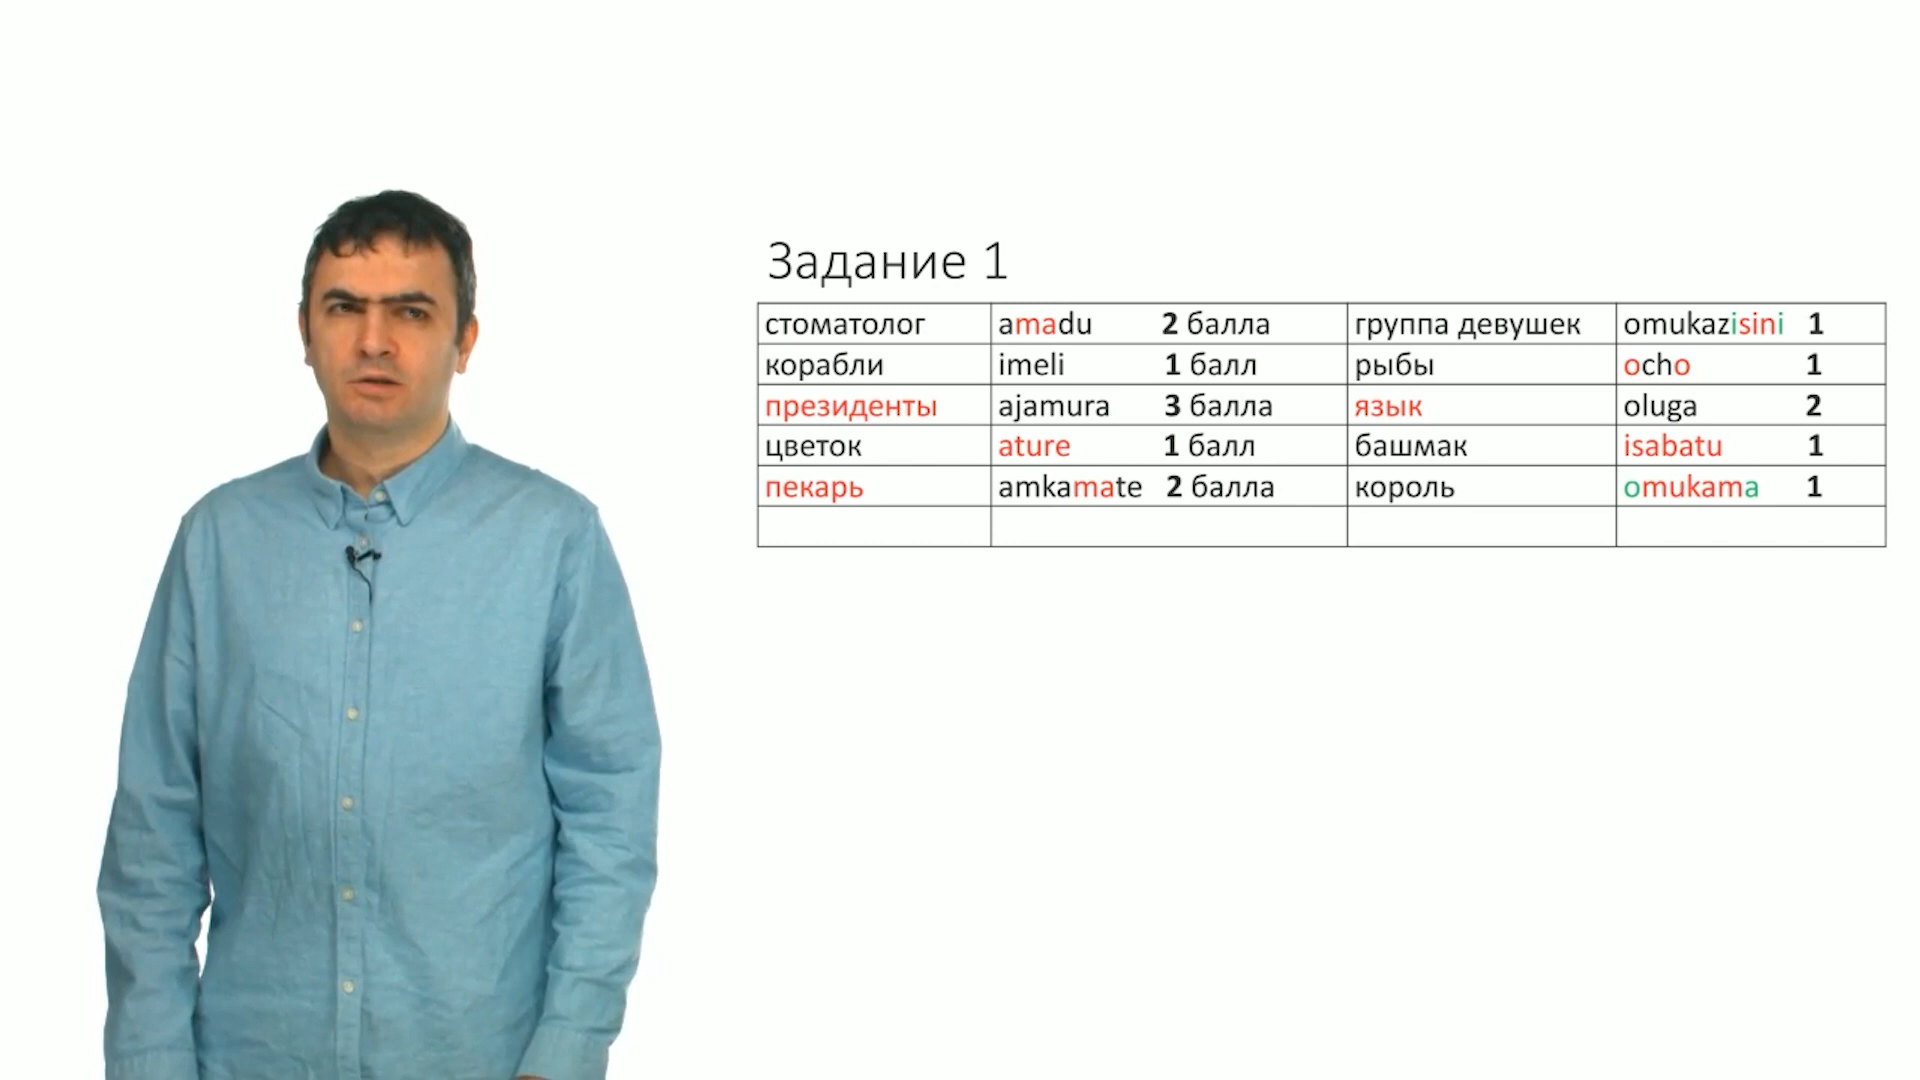 Задание 1
стоматолог amadu 2 балла группа девушек omukazisini 1
корабли imeli 1 балл рыбы ocho 1
президенты ajamura 3 балла язык oluga 2
цветок ature 1 балл башмак isabatu 1
пекарь amkamate 2 балла король omukama 1